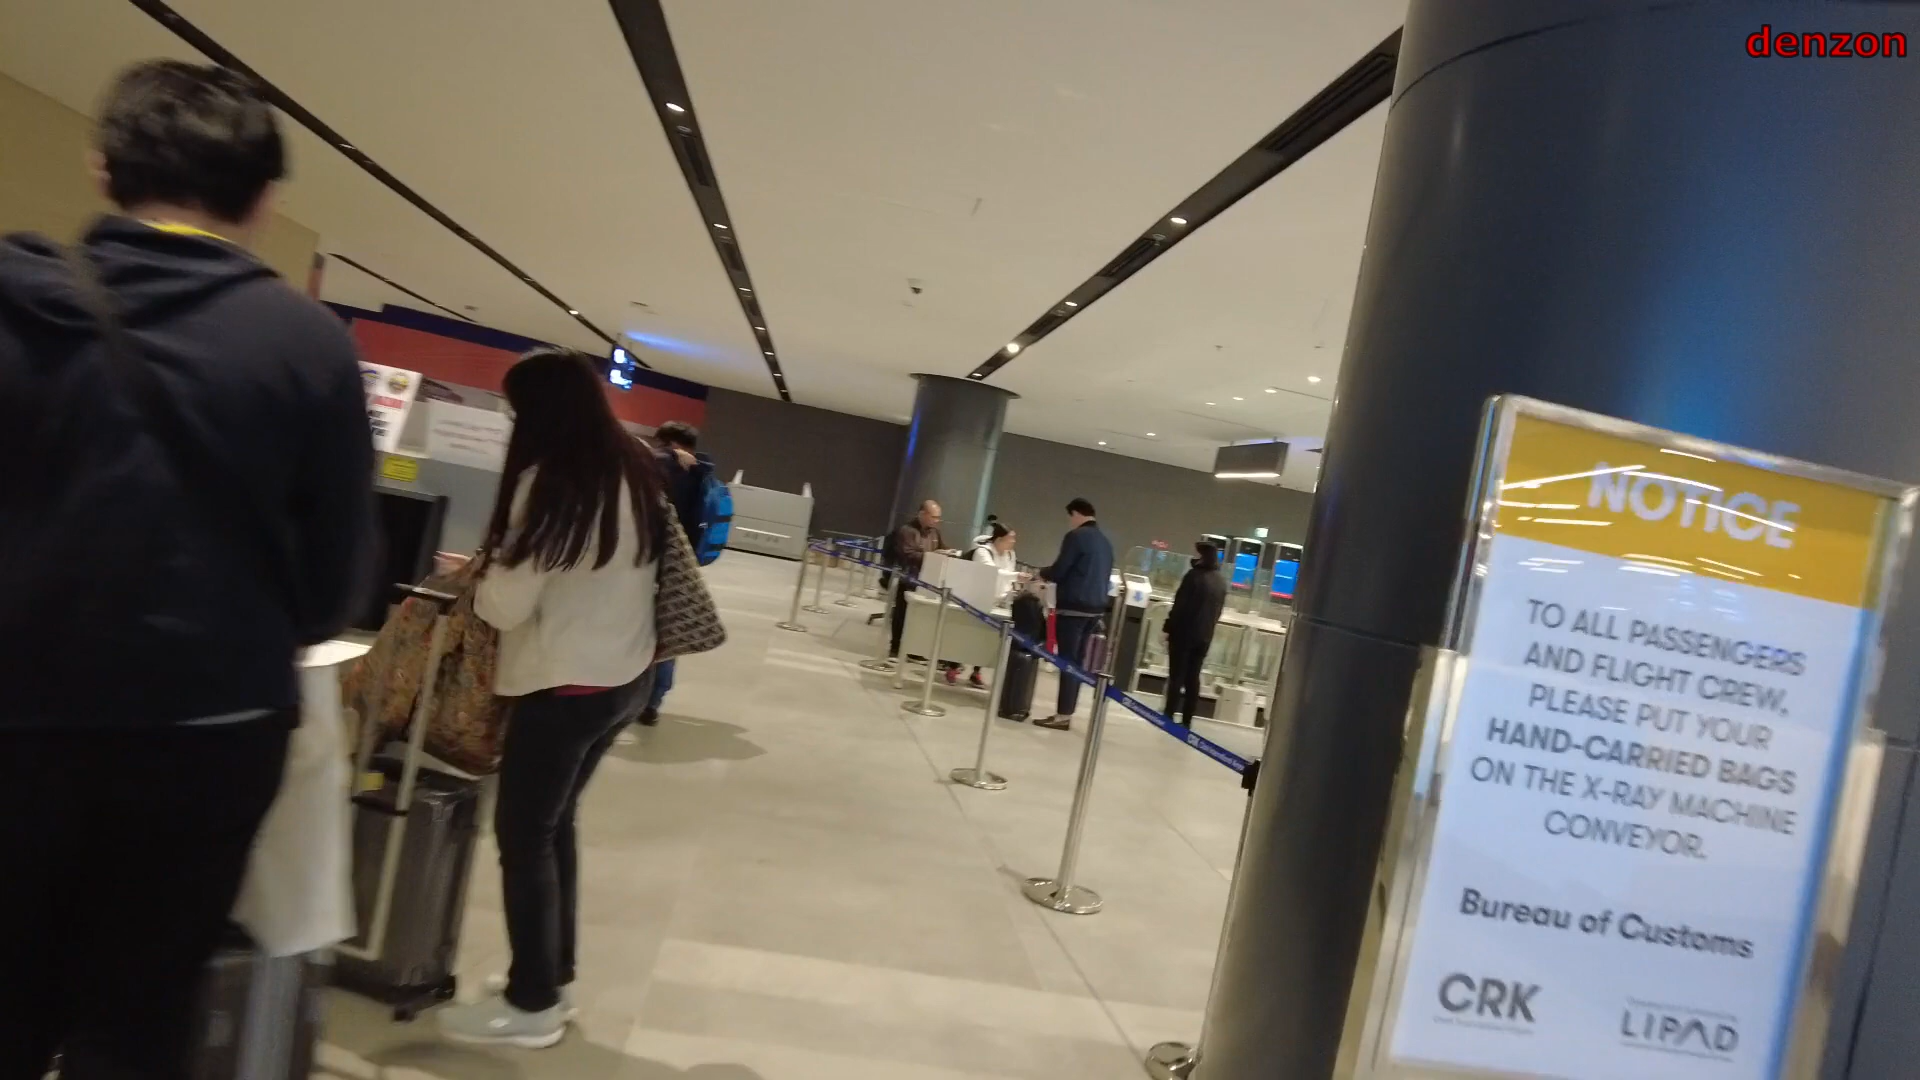 denzon
NOTICE
TO ALL PASSENGERS
AND FLIGHT CREW,
PLEASE PUT YOUR
HAND-CARRIED BAGS
ON THE X-RAY MACHINE
CONVEYOR.
Bureau of Customs
CRK
LIPAD
CRK